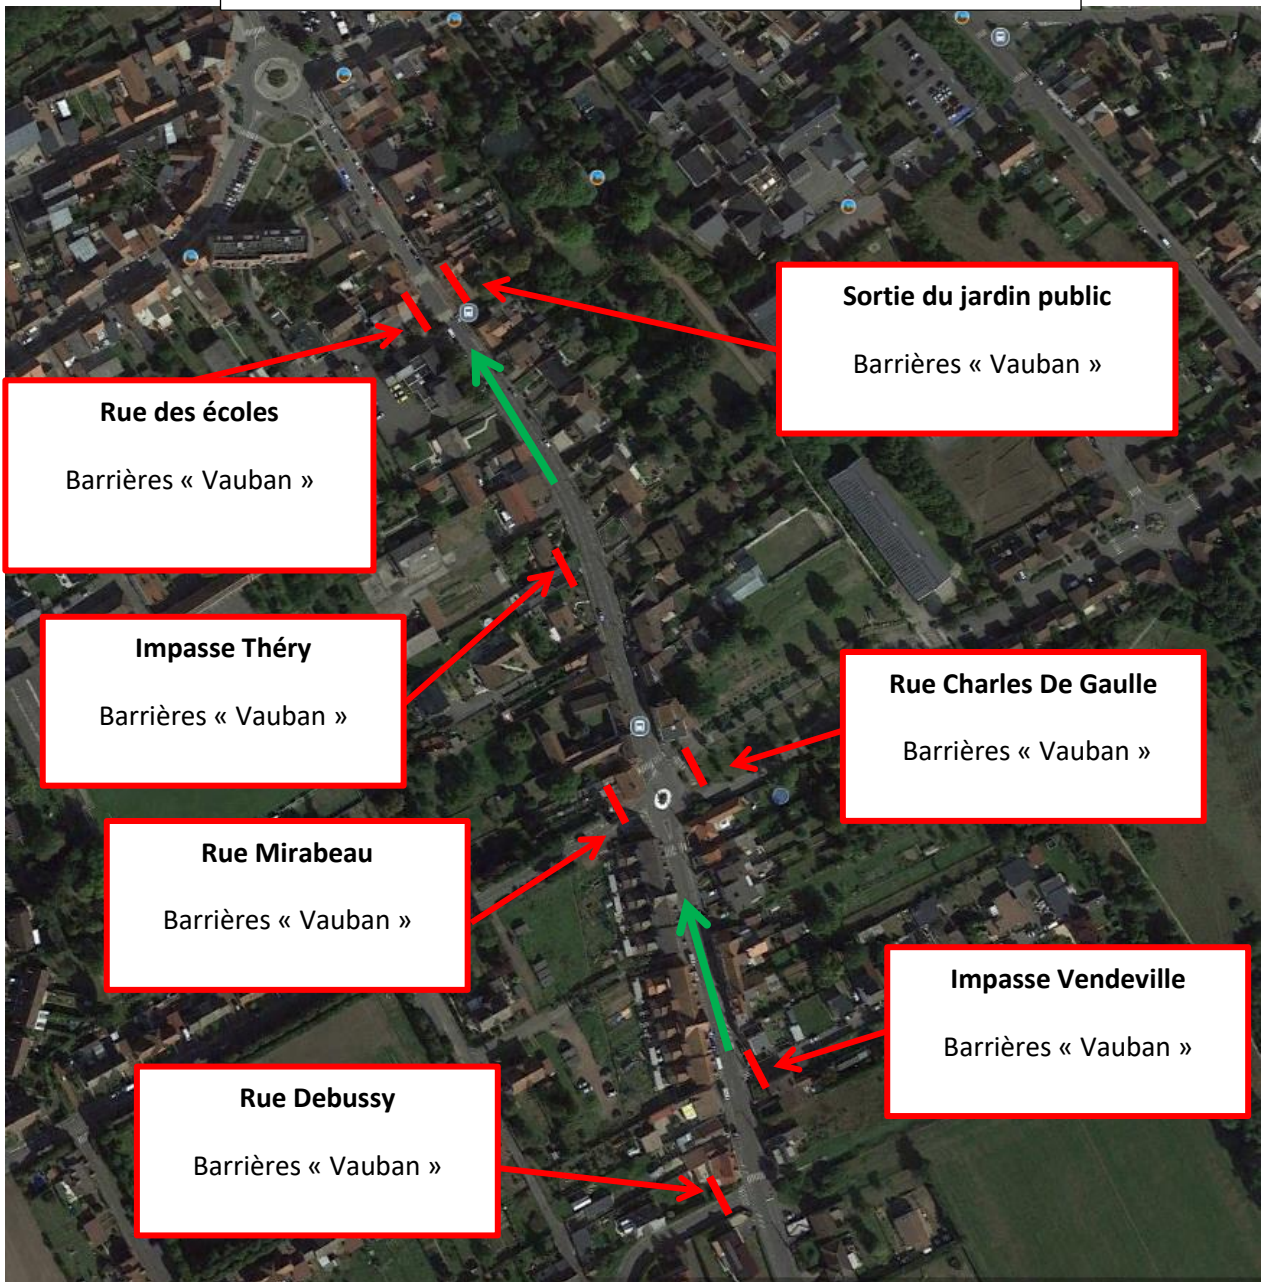 Sortie du jardin public
Barrières « Vauban »
Rue des écoles
Barrières « Vauban »
Impasse Théry
Barrières « Vauban »
Rue Charles De Gaulle
Barrières « Vauban »
Rue Mirabeau
Barrières « Vauban »
Impasse Vendeville
Barrières « Vauban »
Rue Debussy
Barrières « Vauban »